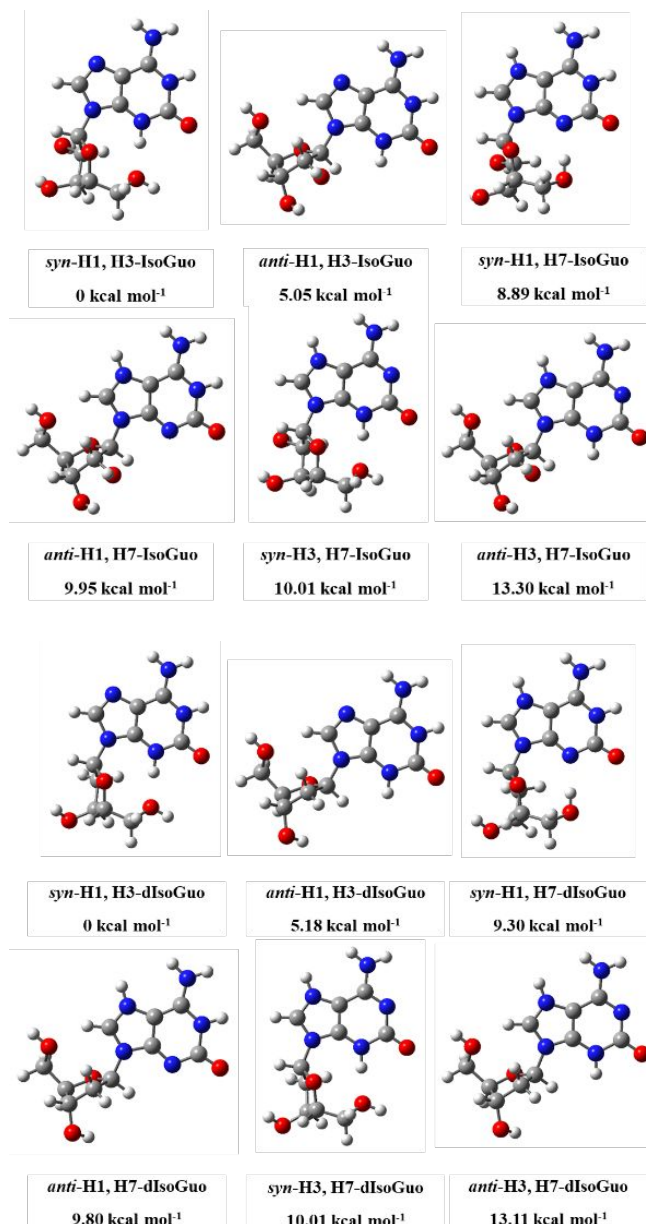 syn-H1, H3-IsoGuo
0 kcal mol⁻¹
anti-H1, H3-IsoGuo
5.05 kcal mol⁻¹
syn-H1, H7-IsoGuo
8.89 kcal mol⁻¹
anti-H1, H7-IsoGuo
9.95 kcal mol⁻¹
syn-H3, H7-IsoGuo
10.01 kcal mol⁻¹
anti-H3, H7-IsoGuo
13.30 kcal mol⁻¹
syn-H1, H3-dIsoGuo
0 kcal mol⁻¹
anti-H1, H3-dIsoGuo
5.18 kcal mol⁻¹
syn-H1, H7-dIsoGuo
9.30 kcal mol⁻¹
anti-H1, H7-dIsoGuo
9.80 kcal mol⁻¹
syn-H3, H7-dIsoGuo
10.01 kcal mol⁻¹
anti-H3, H7-dIsoGuo
13.11 kcal mol⁻¹